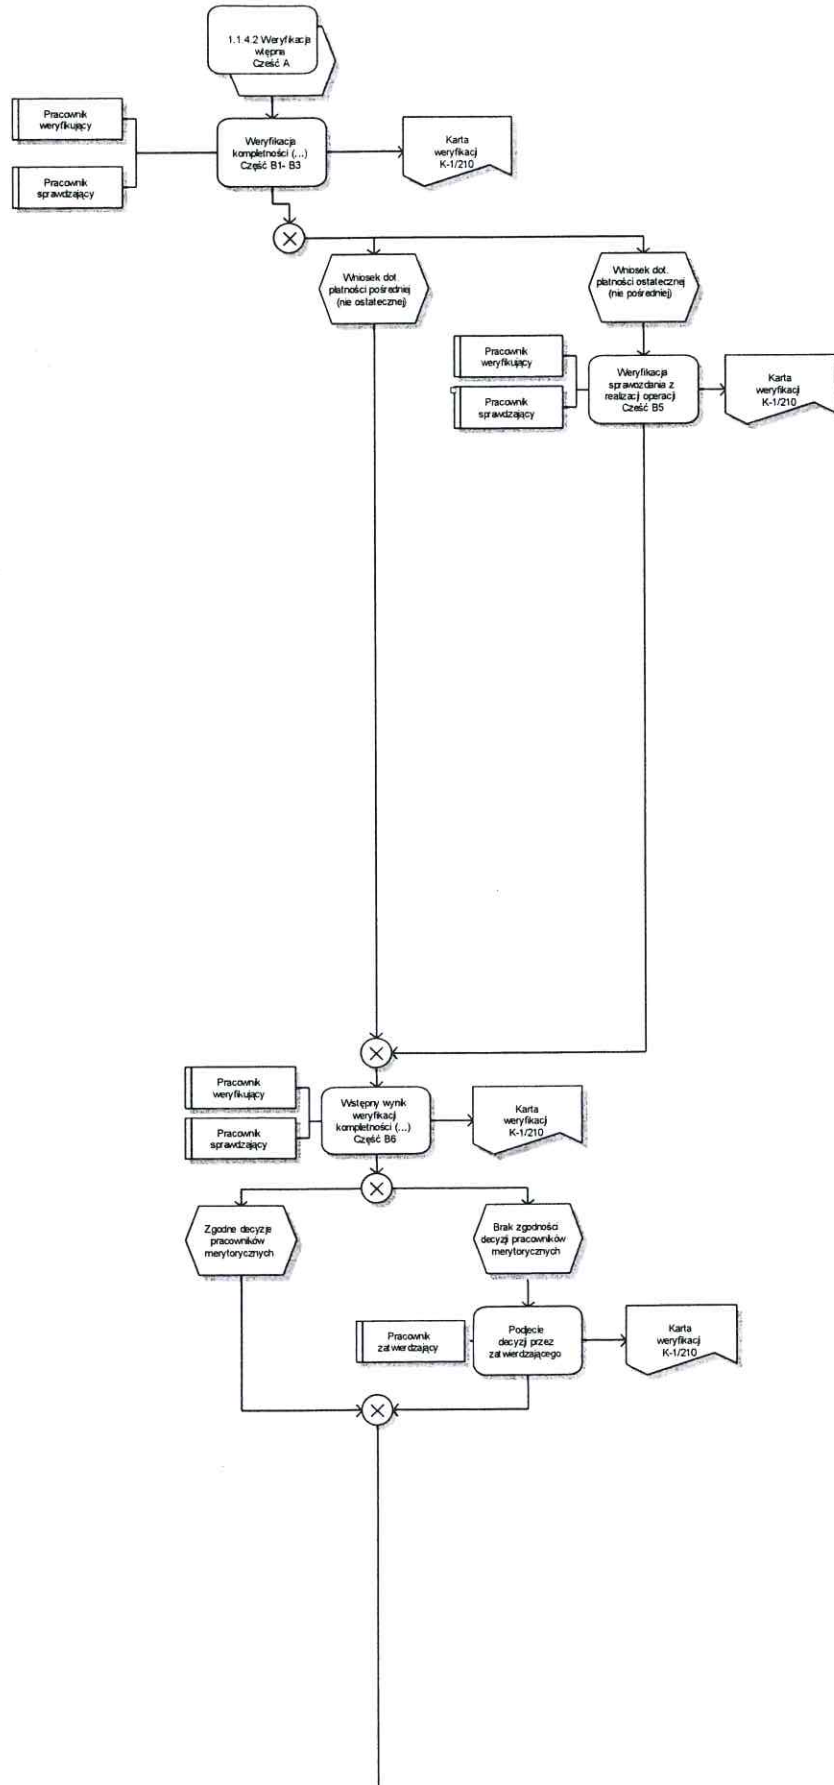 1.1.4.2 Weryfikacja
wtępna
Cześć A
Pracownik
weryfikujący
Pracownik
sprawdzający
Weryfikacja
kompletności (...)
Część B1- B3
Karta
weryfikacji
K-1/210
Wniosek dot.
płatności pośredniej
(nie ostatecznej)
Wniosek dot.
płatności ostatecznej
(nie pośredniej)
Pracownik
weryfikujący
Pracownik
sprawdzający
Weryfikacja
sprawozdania z
realizacji operacji
Cześć B5
Karta
weryfikacji
K-1/210
Pracownik
weryfikujący
Pracownik
sprawdzający
Wstępny wynik
weryfikacji
kompletności (...)
Część B6
Karta
weryfikacji
K-1/210
Zgodne decyzje
pracowników
merytorycznych
Brak zgodności
decyzji pracowników
merytorycznych
Pracownik
zatwierdzający
Podjęcie
decyzji przez
zatwierdzającego
Karta
weryfikacji
K-1/210